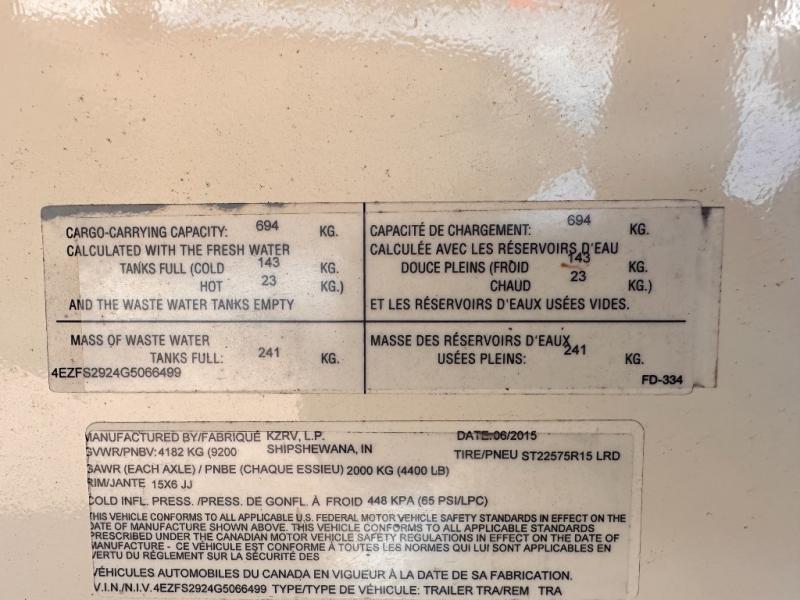 CARGO-CARRYING CAPACITY: 694 KG.
CALCULATED WITH THE FRESH WATER
TANKS FULL (COLD 143 KG.
HOT 23 KG.)
AND THE WASTE WATER TANKS EMPTY
MASS OF WASTE WATER
TANKS FULL: 241 KG.
4EZFS2924G5066499
CAPACITÉ DE CHARGEMENT: 694 KG.
CALCULÉE AVEC LES RÉSERVOIRS D'EAU
DOUCE PLEINS (FROID 143 KG.
CHAUD 23 KG.)
ET LES RÉSERVOIRS D'EAUX USÉES VIDES.
MASSE DES RÉSERVOIRS D'EAUX
USÉES PLEINS: 241 KG.
FD-334
MANUFACTURED BY/FABRIQUÉ KZRV, L.P. DATE:06/2015
GVWR/PNBV: 4182 KG (9200 SHIPSHEWANA, IN TIRE/PNEU ST22575R15 LRD
GAWR (EACH AXLE) / PNBE (CHAQUE ESSIEU) 2000 KG (4400 LB)
RIM/JANTE 15X6 JJ
COLD INFL. PRESS. /PRESS. DE GONFL. À FROID 448 KPA (65 PSI/LPC)
THIS VEHICLE CONFORMS TO ALL APPLICABLE U.S. FEDERAL MOTOR VEHICLE SAFETY STANDARDS IN EFFECT ON THE
DATE OF MANUFACTURE SHOWN ABOVE. THIS VEHICLE CONFORMS TO ALL APPLICABLE STANDARDS
PRESCRIBED UNDER THE CANADIAN MOTOR VEHICLE SAFETY REGULATIONS IN EFFECT ON THE DATE OF
MANUFACTURE - CE VÉHICULE EST CONFORME À TOUTES LES NORMES QUI LUI SONT APPLICABLES EN
VERTU DU RÈGLEMENT SUR LA SÉCURITÉ DES
VÉHICULES AUTOMOBILES DU CANADA EN VIGUEUR À LA DATE DE SA FABRICATION.
V.I.N./N.I.V. 4EZFS2924G5066499 TYPE/TYPE DE VÉHICULE: TRAILER TRA/REM TRA